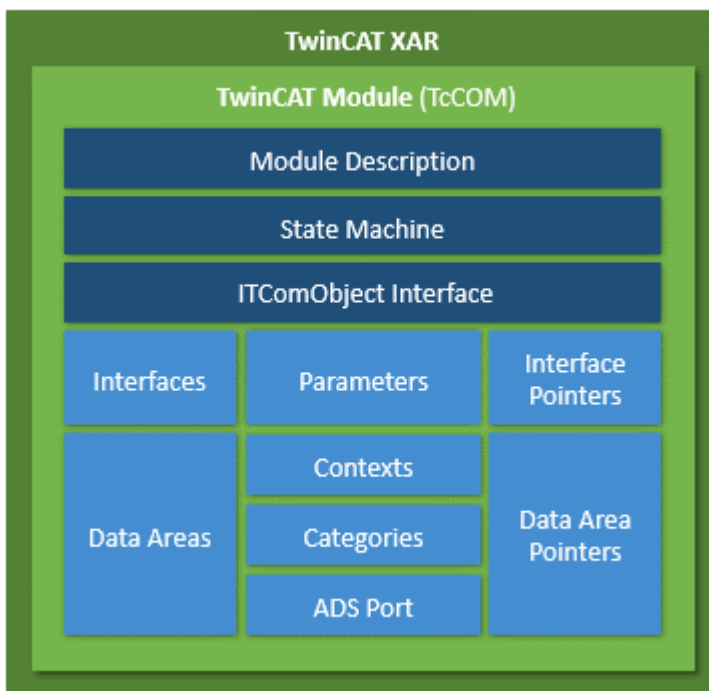 TwinCAT XAR
TwinCAT Module (TcCOM)
Module Description
State Machine
ITComObject Interface
Interfaces
Parameters
Interface
Pointers
Data Areas
Contexts
Categories
ADS Port
Data Area
Pointers